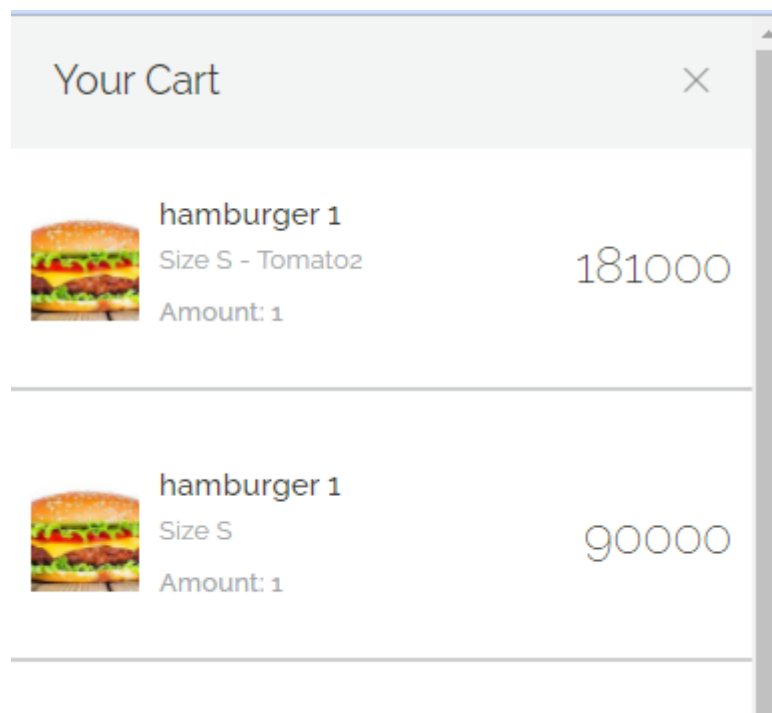 Your Cart
hamburger 1
Size S - Tomato2
Amount: 1
181000
hamburger 1
Size S
Amount: 1
90000